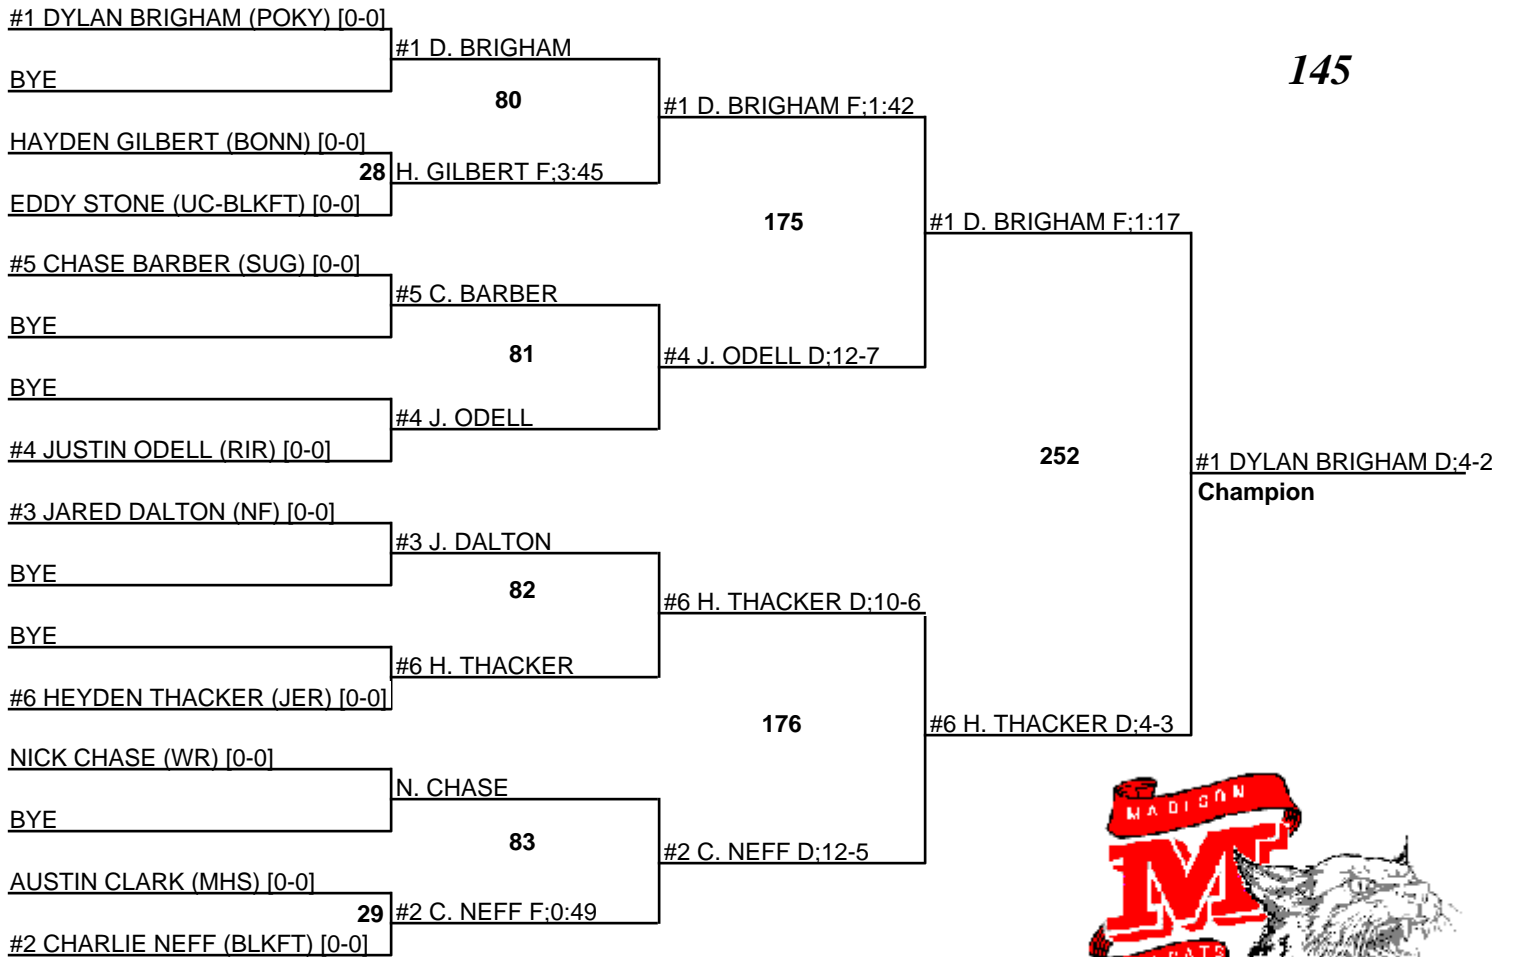 #1 DYLAN BRIGHAM (POKY) [0-0]
#1 D. BRIGHAM
145
BYE
80
#1 D. BRIGHAM F;1:42
HAYDEN GILBERT (BONN) [0-0]
28 H. GILBERT F;3:45
EDDY STONE (UC-BLKFT) [0-0]
175
#1 D. BRIGHAM F;1:17
#5 CHASE BARBER (SUG) [0-0]
#5 C. BARBER
BYE
81
#4 J. ODELL D;12-7
BYE
#4 J. ODELL
#4 JUSTIN ODELL (RIR) [0-0]
252
#1 DYLAN BRIGHAM D;4-2
Champion
#3 JARED DALTON (NF) [0-0]
#3 J. DALTON
BYE
82
#6 H. THACKER D;10-6
BYE
#6 H. THACKER
#6 HEYDEN THACKER (JER) [0-0]
176
#6 H. THACKER D;4-3
NICK CHASE (WR) [0-0]
N. CHASE
BYE
83
#2 C. NEFF D;12-5
AUSTIN CLARK (MHS) [0-0]
29 #2 C. NEFF F;0:49
#2 CHARLIE NEFF (BLKFT) [0-0]
MADISON
M